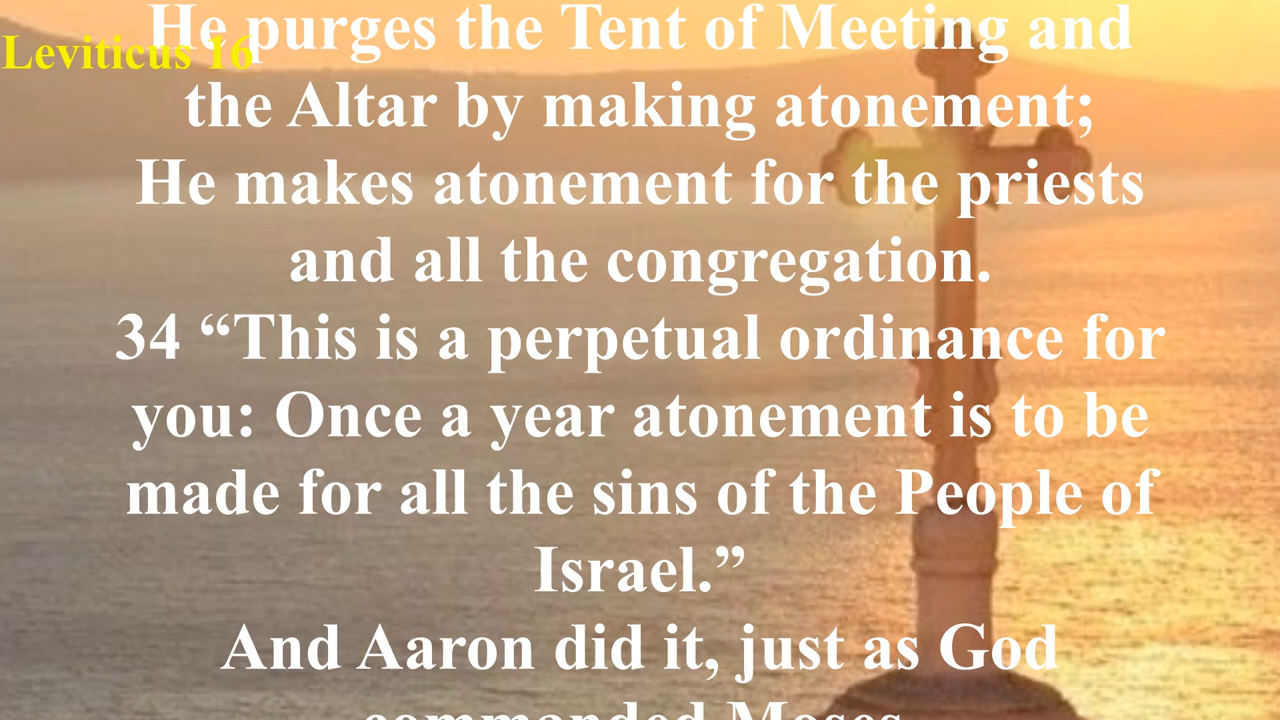 Leviticus 16
He purges the Tent of Meeting and
the Altar by making atonement;
He makes atonement for the priests
and all the congregation.
34 “This is a perpetual ordinance for
you: Once a year atonement is to be
made for all the sins of the People of
Israel.”
And Aaron did it, just as God
commanded Moses